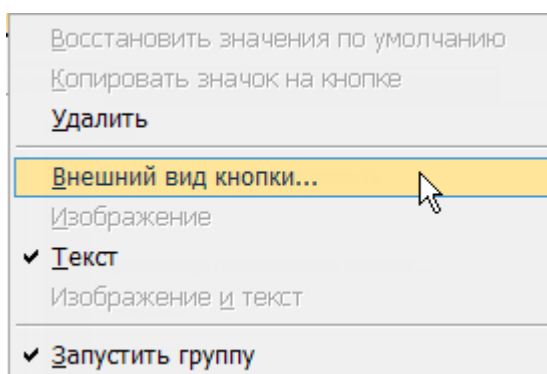 Восстановить значения по умолчанию
Копировать значок на кнопке
Удалить
Внешний вид кнопки...
Изображение
Текст
Изображение и текст
Запустить группу